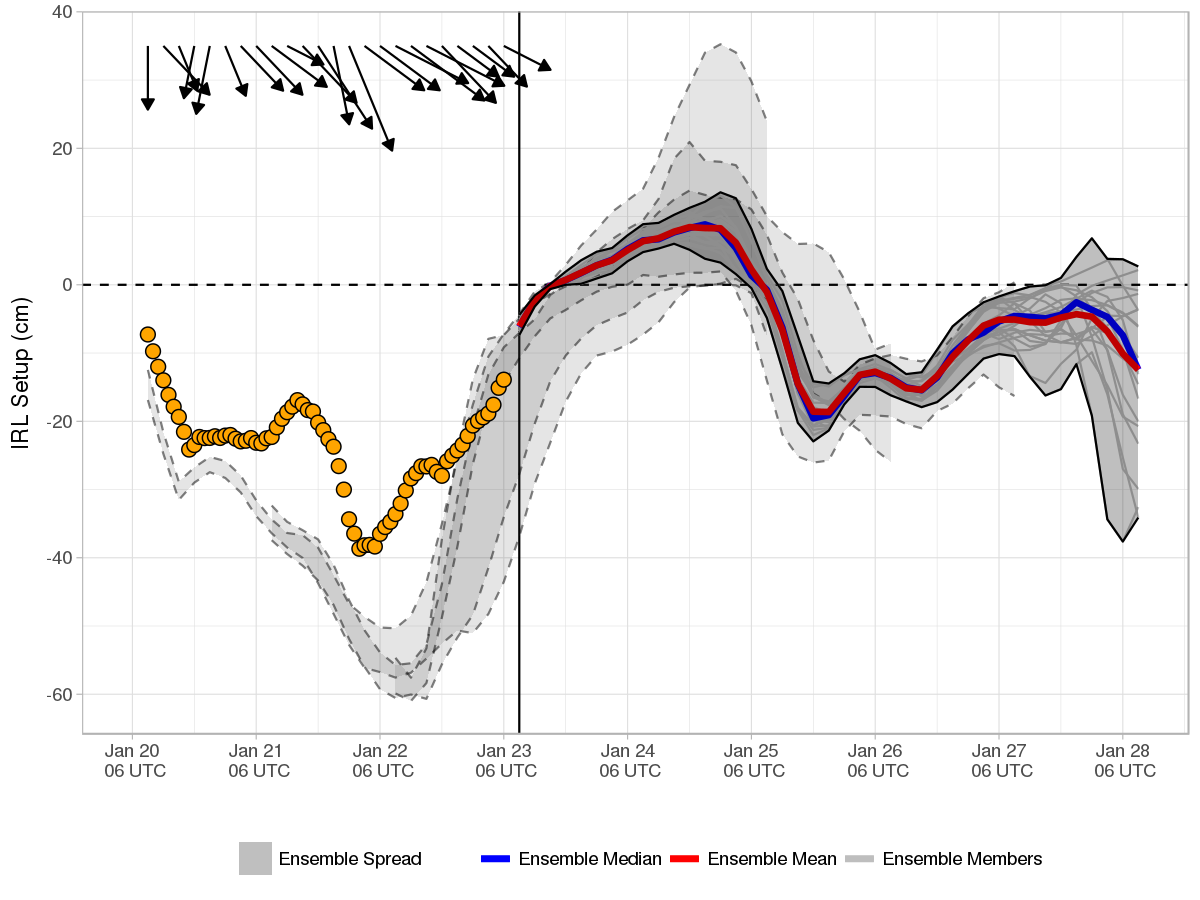 IRL Setup (cm)
40
20
0
-20
-40
-60
Jan 20 Jan 21 Jan 22 Jan 23 Jan 24 Jan 25 Jan 26 Jan 27 Jan 28
06 UTC 06 UTC 06 UTC 06 UTC 06 UTC 06 UTC 06 UTC 06 UTC 06 UTC
Ensemble Spread Ensemble Median Ensemble Mean Ensemble Members